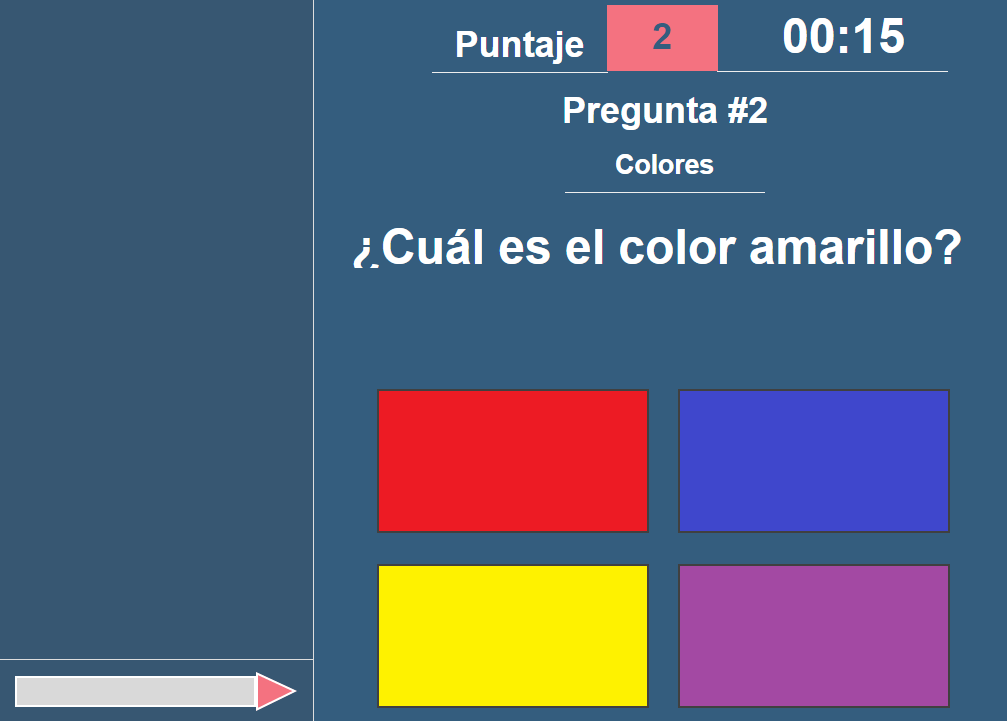 Puntaje 2 00:15
Pregunta #2
Colores
¿Cuál es el color amarillo?